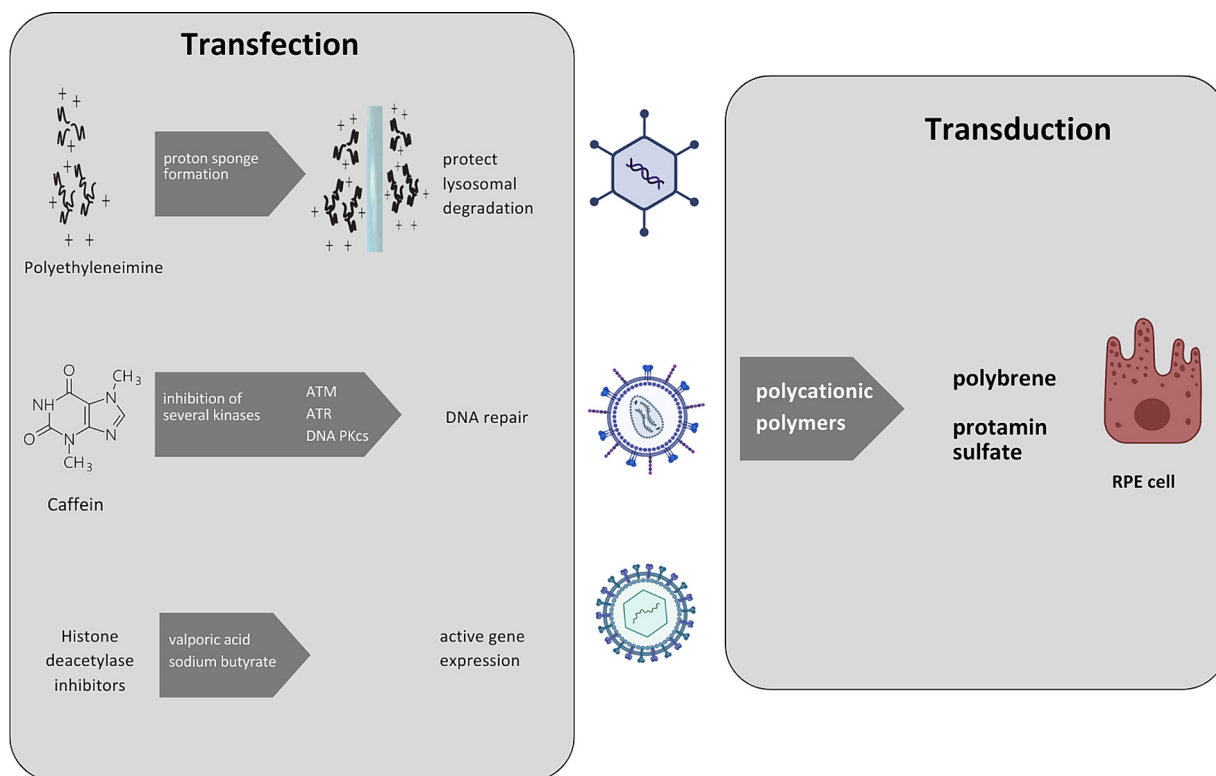 Transfection
proton sponge
formation
protect
lysosomal
degradation
Polyethyleneimine
O
CH₃
HN
N
O
N
N
CH₃
Caffein
inhibition of
several kinases
ATM
ATR
DNA PKcs
DNA repair
Histone
deacetylase
inhibitors
valporic acid
sodium butyrate
active gene
expression
Transduction
polycationic
polymers
polybrene
protamin
sulfate
RPE cell